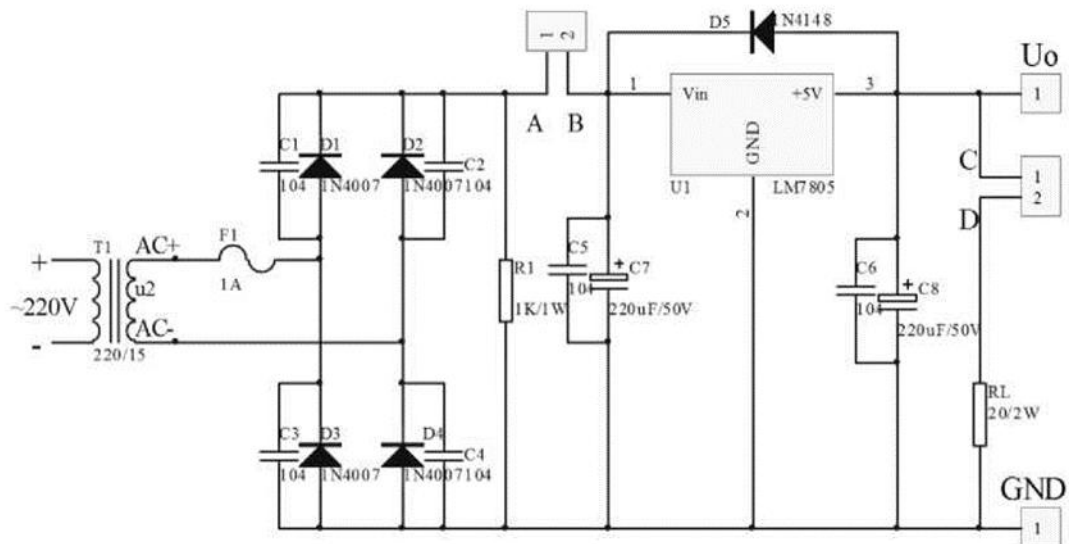 D5
1N4148
1
2
Uo
1
Vin
+5V
GND
1
3
2
A
B
U1
LM7805
C1
104
D1
1N4007
D2
1N4007
C2
104
C
1
2
D
T1
AC+
F1
1A
+
~220V
-
u2
AC-
220/15
R1
1K/1W
C5
104
+
C7
220uF/50V
C6
104
+
C8
220uF/50V
RL
20/2W
C3
104
D3
1N4007
D4
1N4007
C4
104
GND
1